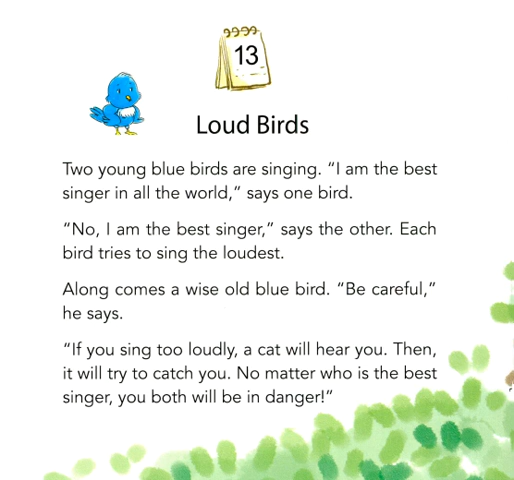 13
Loud Birds
Two young blue birds are singing. “I am the best
singer in all the world,” says one bird.
“No, I am the best singer,” says the other. Each
bird tries to sing the loudest.
Along comes a wise old blue bird. “Be careful,”
he says.
“If you sing too loudly, a cat will hear you. Then,
it will try to catch you. No matter who is the best
singer, you both will be in danger!”